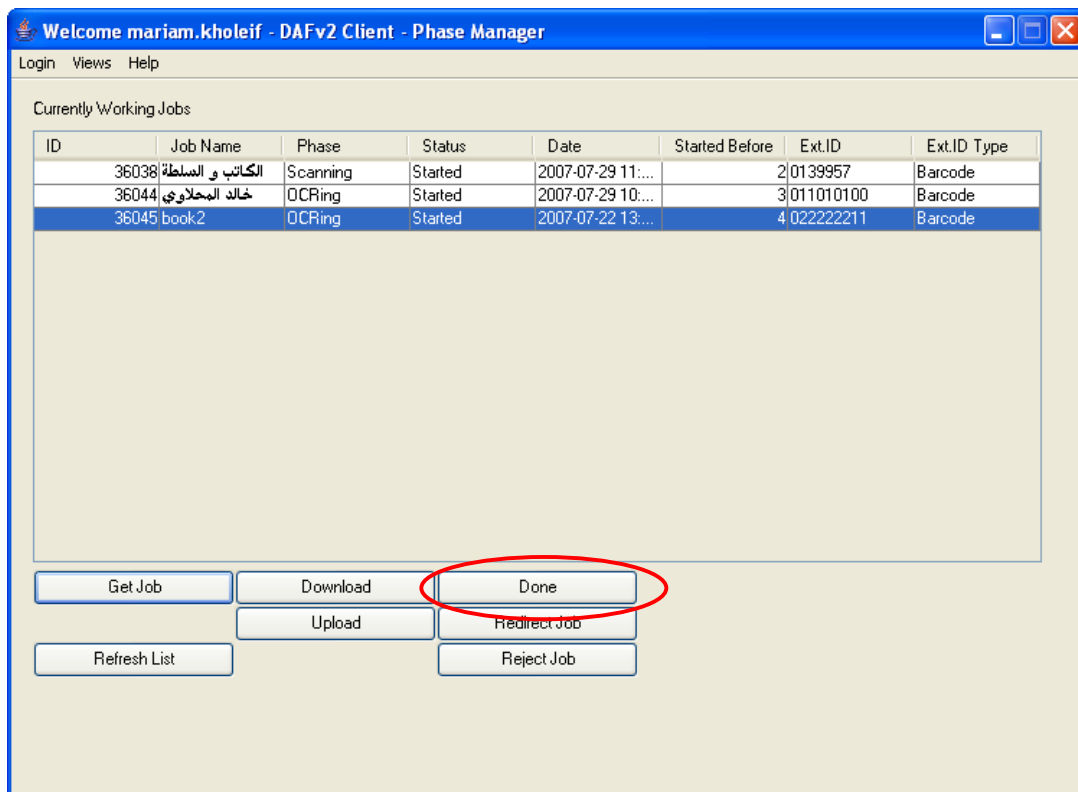 Welcome mariam.kholeif - DAFv2 Client - Phase Manager
Login Views Help
Currently Working Jobs
ID Job Name Phase Status Date Started Before Ext.ID Ext.ID Type
36038 الكاتب و السلطة Scanning Started 2007-07-29 11:... 2 0139957 Barcode
36044 خالد المحلاوي OCRing Started 2007-07-29 10:... 3 011010100 Barcode
36045 book2 OCRing Started 2007-07-22 13:... 4 022222211 Barcode
Get Job Download Done
Upload Redirect Job
Refresh List Reject Job